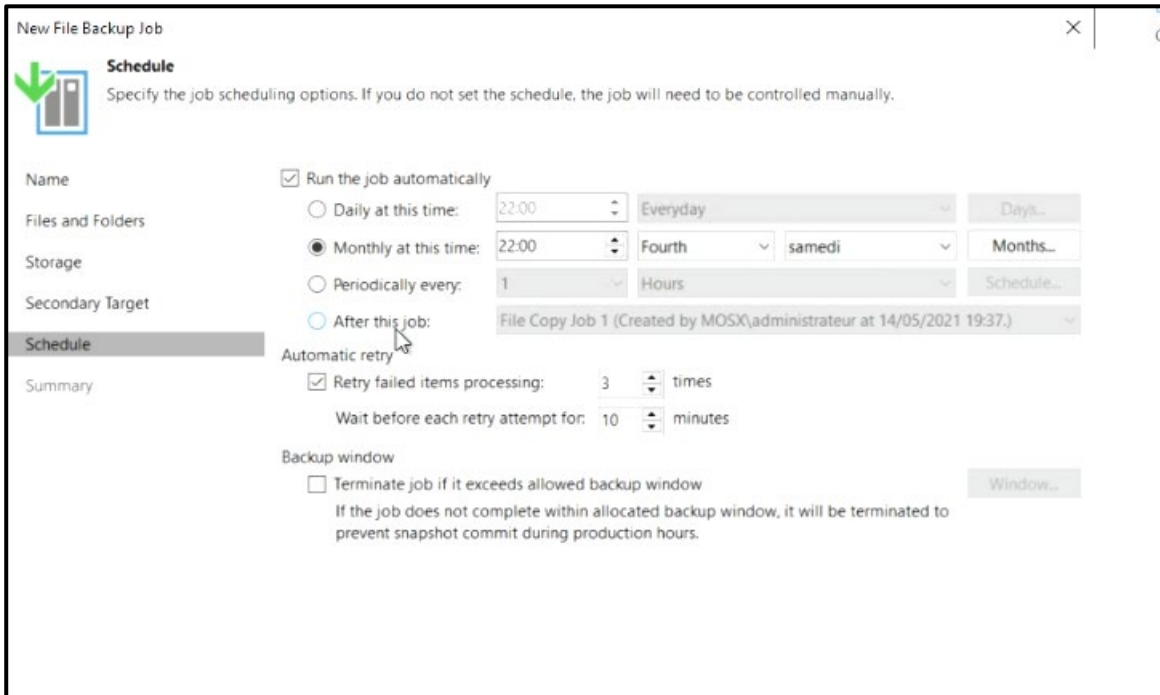 New File Backup Job
Schedule
Specify the job scheduling options. If you do not set the schedule, the job will need to be controlled manually.
Name
Files and Folders
Storage
Secondary Target
Schedule
Summary
Run the job automatically
Daily at this time: 22:00 Everyday Days...
Monthly at this time: 22:00 Fourth samedi Months...
Periodically every: 1 Hours Schedule...
After this job: File Copy Job 1 (Created by MOSX\administrateur at 14/05/2021 19:37.)
Automatic retry
Retry failed items processing: 3 times
Wait before each retry attempt for: 10 minutes
Backup window
Terminate job if it exceeds allowed backup window Window...
If the job does not complete within allocated backup window, it will be terminated to
prevent snapshot commit during production hours.